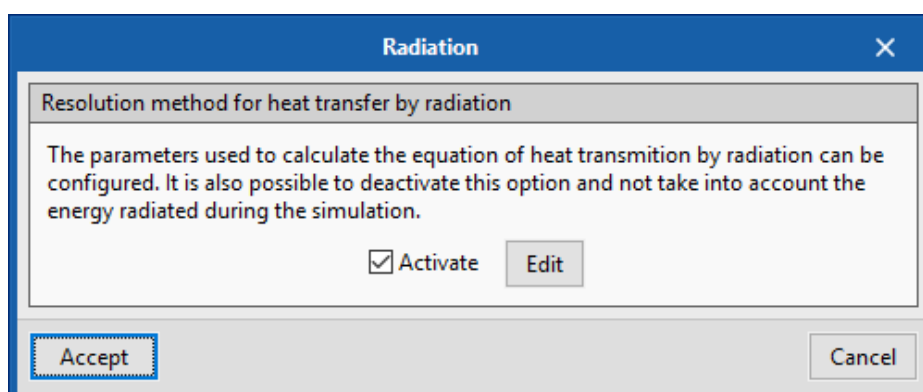 Radiation
Resolution method for heat transfer by radiation
The parameters used to calculate the equation of heat transmition by radiation can be
configured. It is also possible to deactivate this option and not take into account the
energy radiated during the simulation.
Activate
Edit
Accept
Cancel